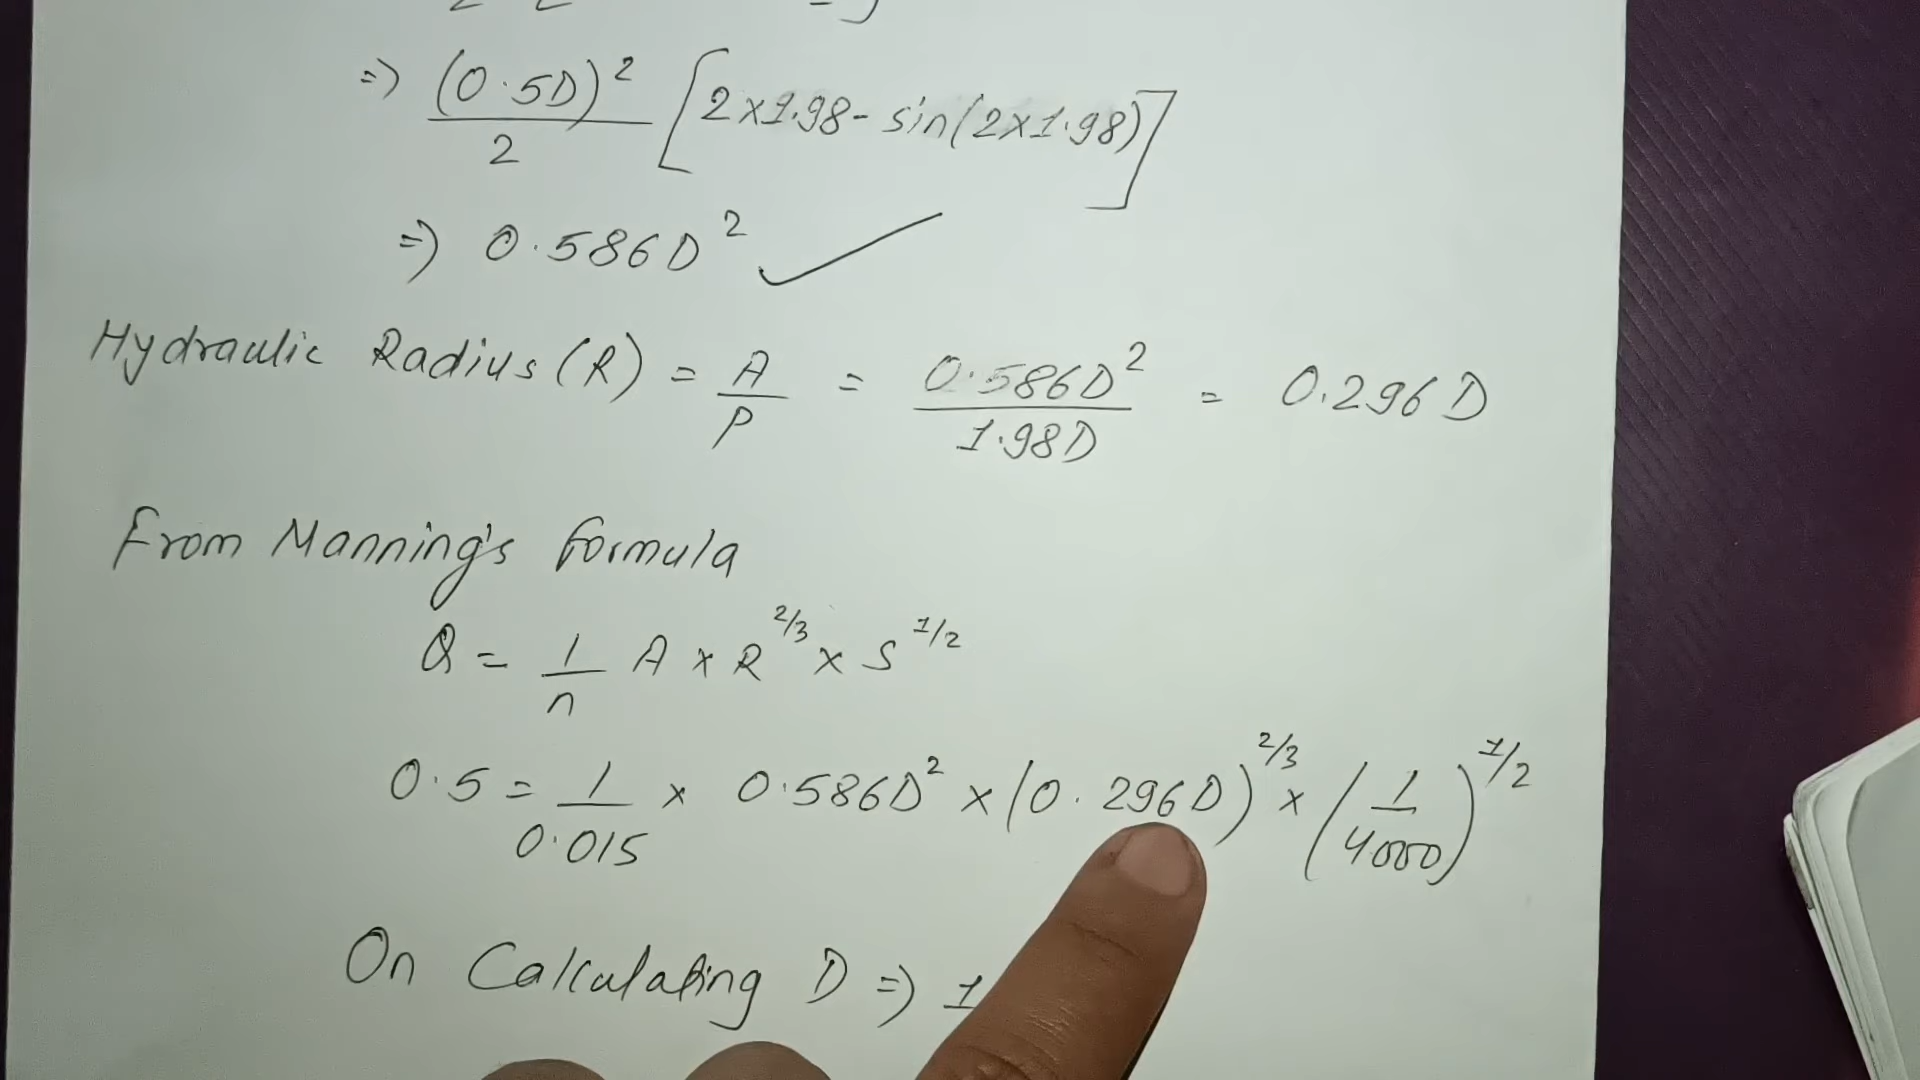 => (0.5D)² / 2 [2×1.98 - sin(2×1.98)]
=> 0.586D² ✓
Hydraulic Radius (R) = A/P = 0.586D² / 1.98D = 0.296D
From Manning's formula
Q = 1/n A × R^2/3 × S^1/2
0.5 = 1/0.015 × 0.586D² × (0.296D)^2/3 × (1/4000)^1/2
On Calculating D => 1